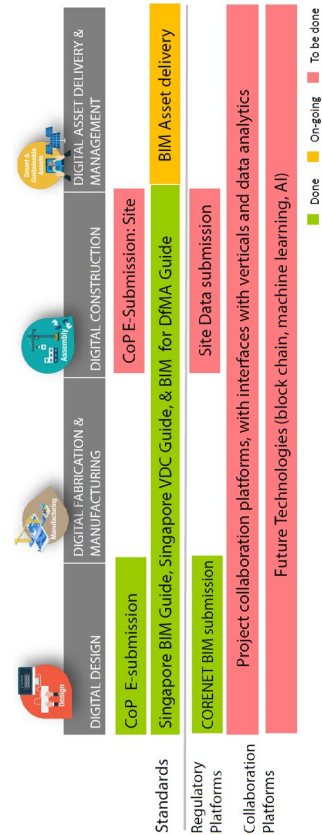 Design
Manufacturing
Assembly
Smart &
Sustainable
Assets
DIGITAL DESIGN
DIGITAL FABRICATION &
MANUFACTURING
DIGITAL CONSTRUCTION
DIGITAL ASSET DELIVERY &
MANAGEMENT
Standards
CoP E-submission
CoP E-Submission: Site
Singapore BIM Guide, Singapore VDC Guide, & BIM for DfMA Guide
BIM Asset delivery
Regulatory
Platforms
CORENET BIM submission
Site Data submission
Collaboration
Platforms
Project collaboration platforms, with interfaces with verticals and data analytics
Future Technologies (block chain, machine learning, AI)
Done
On-going
To be done